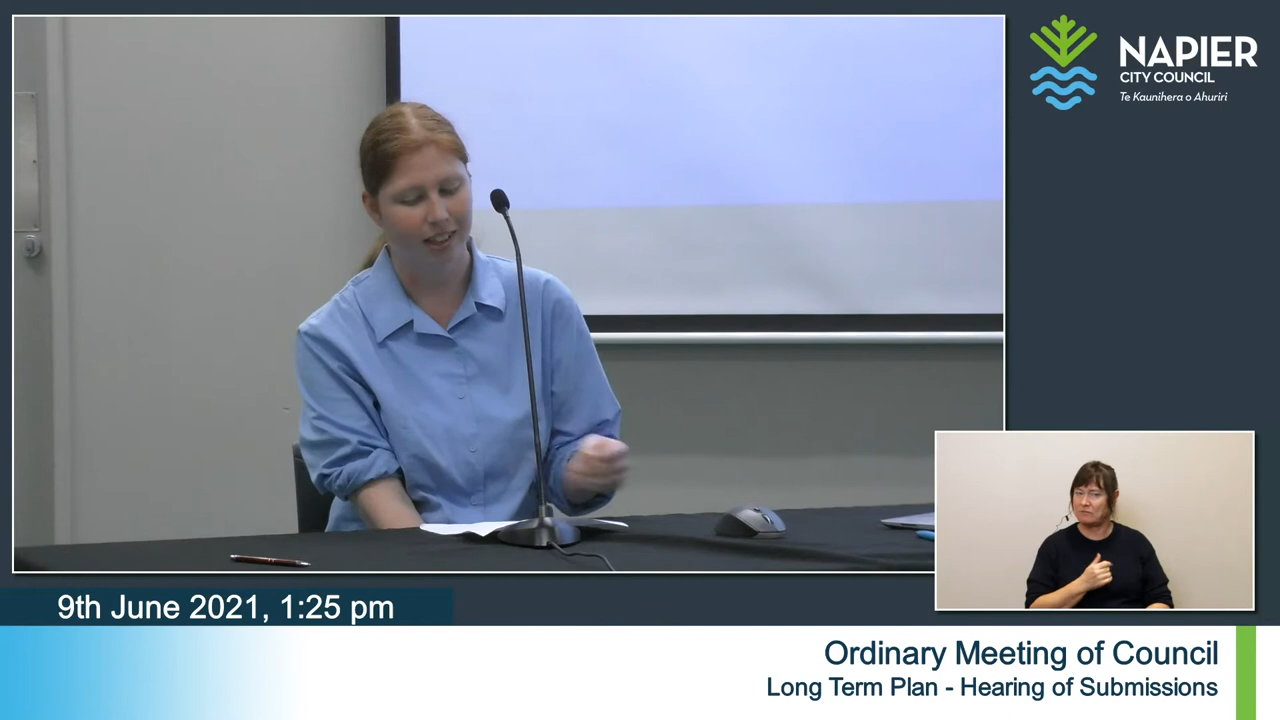 NAPIER
CITY COUNCIL
Te Kaunihera o Ahuriri
9th June 2021, 1:25 pm
Ordinary Meeting of Council
Long Term Plan - Hearing of Submissions